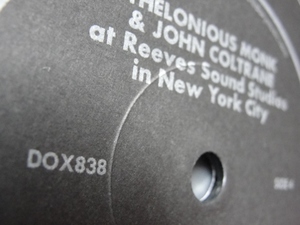 THELONIOUS MONK
& JOHN COLTRANE
at Reeves Sound Studios
in New York City
DOX838